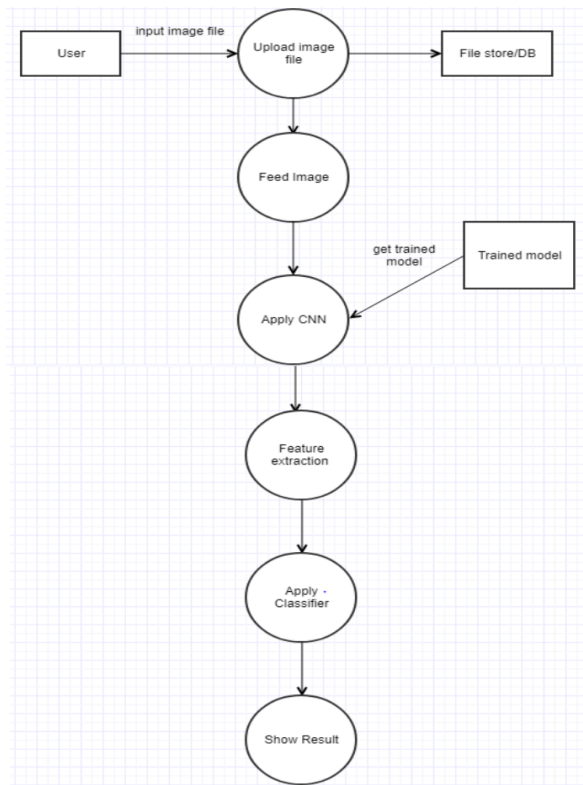 input image file
User
Upload image
file
File store/DB
Feed Image
get trained
model
Trained model
Apply CNN
Feature
extraction
Apply
Classifier
Show Result